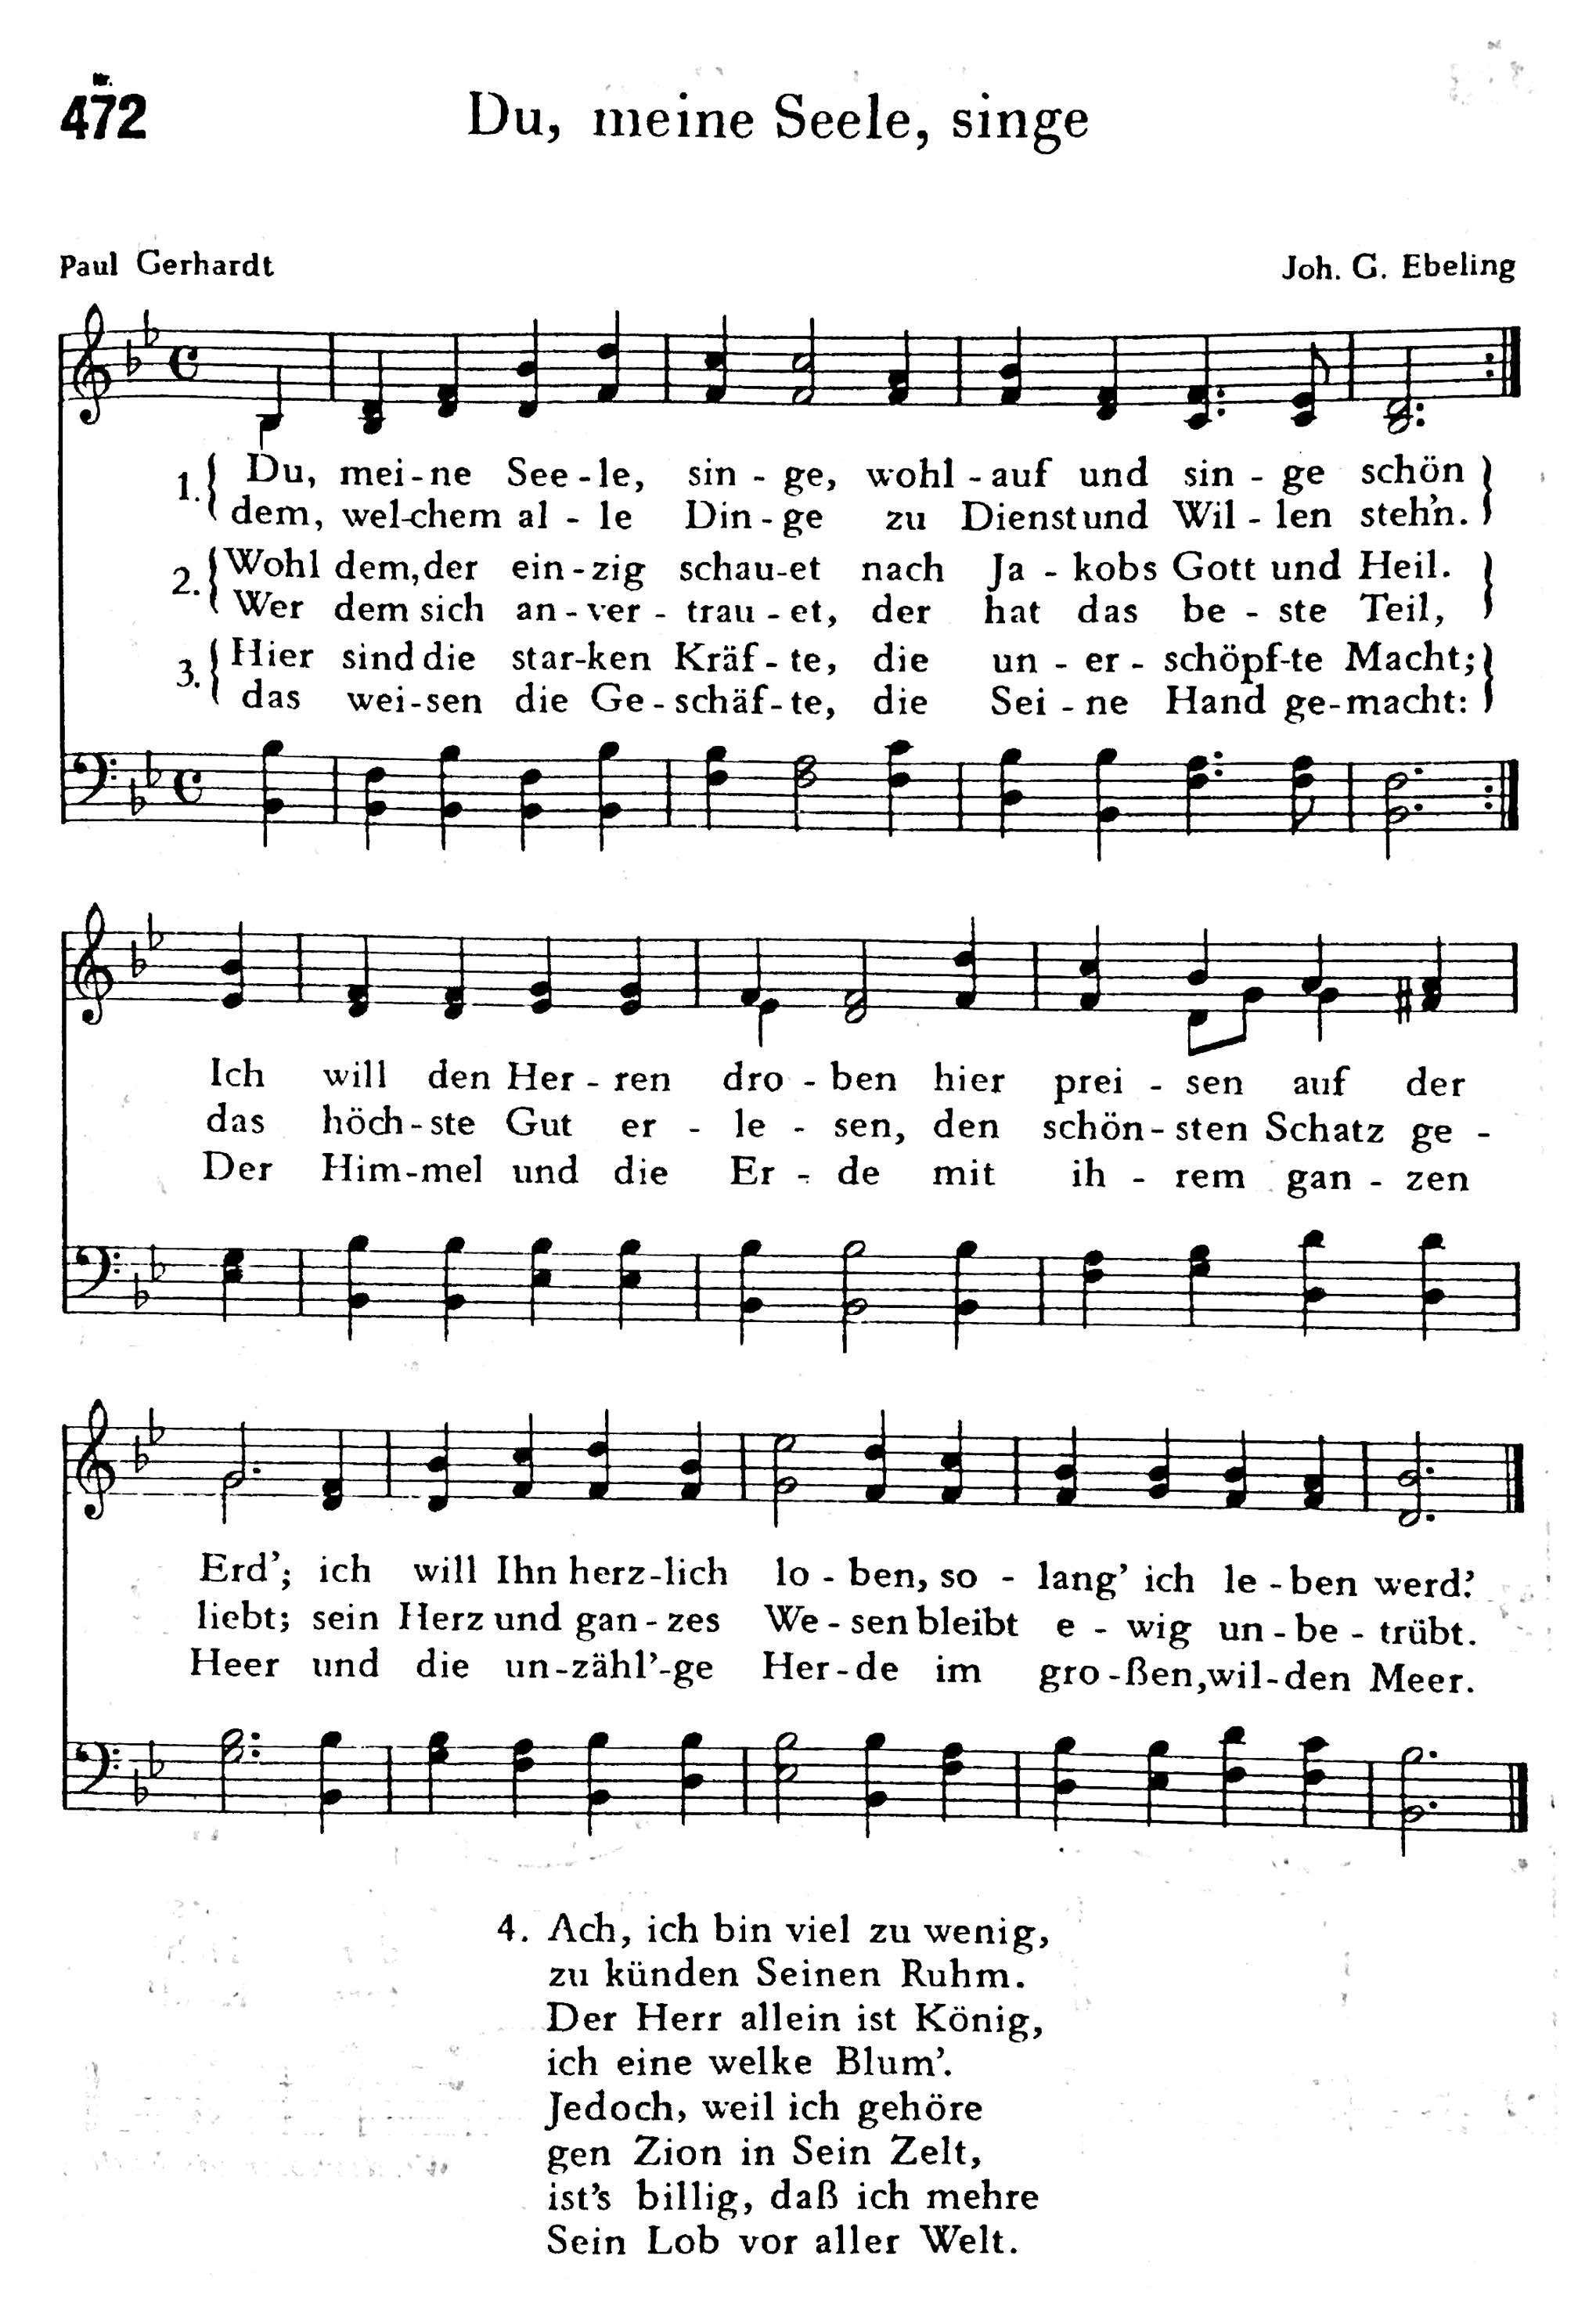 Nr.
472
Du, meine Seele, singe
Paul Gerhardt
Joh. G. Ebeling
1. Du, mei-ne See-le, sin-ge, wohl-auf und sin-ge schön
dem, wel-chem al-le Din-ge zu Dienst und Wil-len steh'n.
2. Wohl dem, der ein-zig schau-et nach Ja-kobs Gott und Heil.
Wer dem sich an-ver-trau-et, der hat das be-ste Teil,
3. Hier sind die star-ken Kräf-te, die un-er-schöpf-te Macht;
das wei-sen die Ge-schäf-te, die Sei-ne Hand ge-macht:
Ich will den Her-ren dro-ben hier prei-sen auf der
das höch-ste Gut er-le-sen, den schön-sten Schatz ge-
Der Him-mel und die Er-de mit ih-rem gan-zen
Erd'; ich will Ihn herz-lich lo-ben, so-lang' ich le-ben werd'.
liebt; sein Herz und gan-zes We-sen bleibt e-wig un-be-trübt.
Heer und die un-zähl'-ge Her-de im gro-ßen, wil-den Meer.
4. Ach, ich bin viel zu wenig,
zu künden Seinen Ruhm.
Der Herr allein ist König,
ich eine welke Blum'.
Jedoch, weil ich gehöre
gen Zion in Sein Zelt,
ist's billig, daß ich mehre
Sein Lob vor aller Welt.